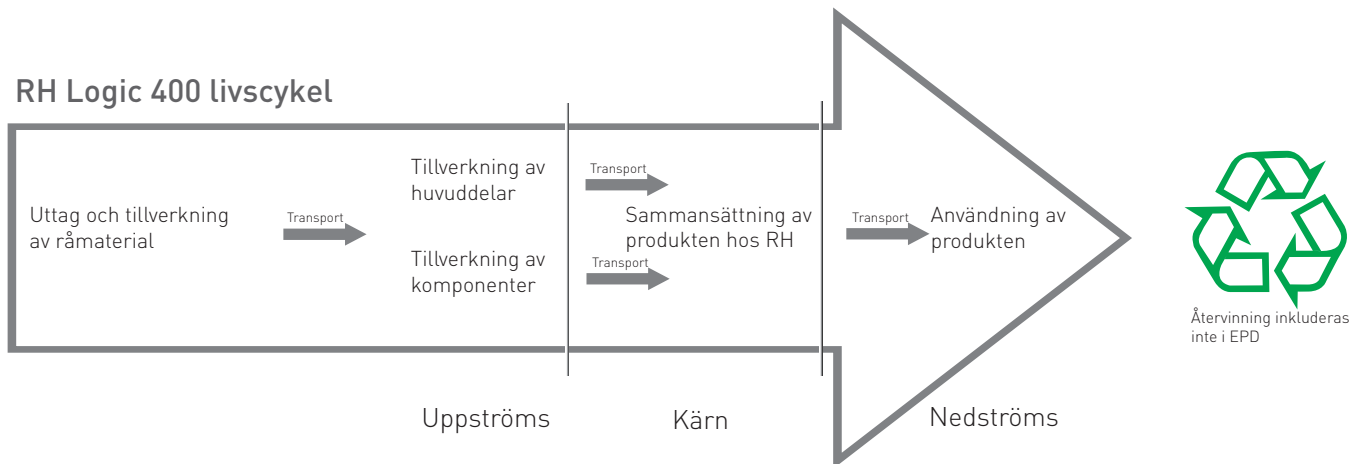 RH Logic 400 livscykel
Uttag och tillverkning
av råmaterial
Transport
Tillverkning av
huvuddelar
Tillverkning av
komponenter
Transport
Transport
Sammansättning av
produkten hos RH
Transport
Användning av
produkten
Återvinning inkluderas
inte i EPD
Uppströms
Kärn
Nedströms